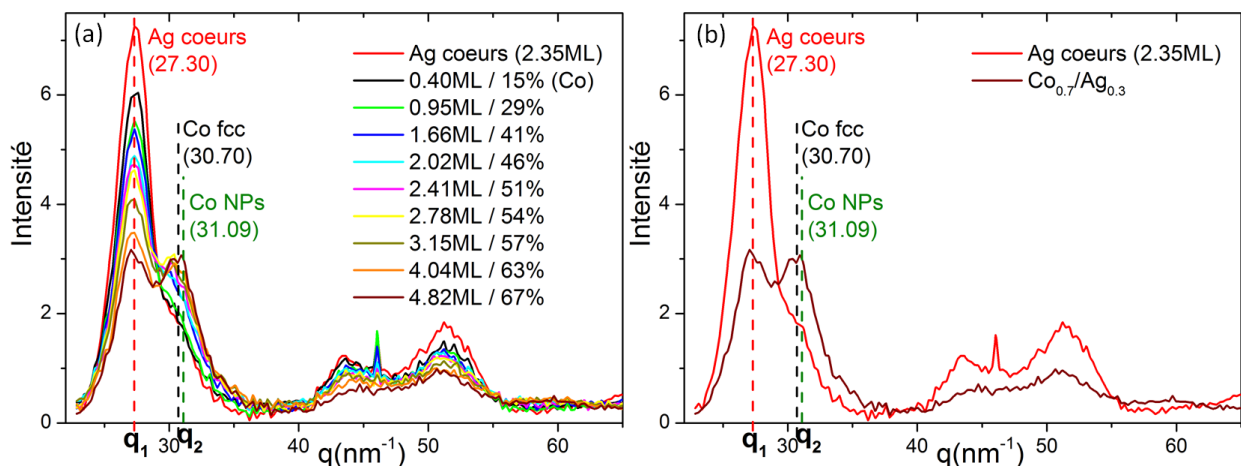 (a)
Ag coeurs
(27.30)
Co fcc
(30.70)
Co NPs
(31.09)
Ag coeurs (2.35ML)
0.40ML / 15% (Co)
0.95ML / 29%
1.66ML / 41%
2.02ML / 46%
2.41ML / 51%
2.78ML / 54%
3.15ML / 57%
4.04ML / 63%
4.82ML / 67%
Intensité
6
4
2
0
30
40
50
60
q₁
q₂
q(nm⁻¹)
(b)
Ag coeurs
(27.30)
Co fcc
(30.70)
Co NPs
(31.09)
Ag coeurs (2.35ML)
Co₀.₇/Ag₀.₃
Intensité
6
4
2
0
30
40
50
60
q₁
q₂
q(nm⁻¹)